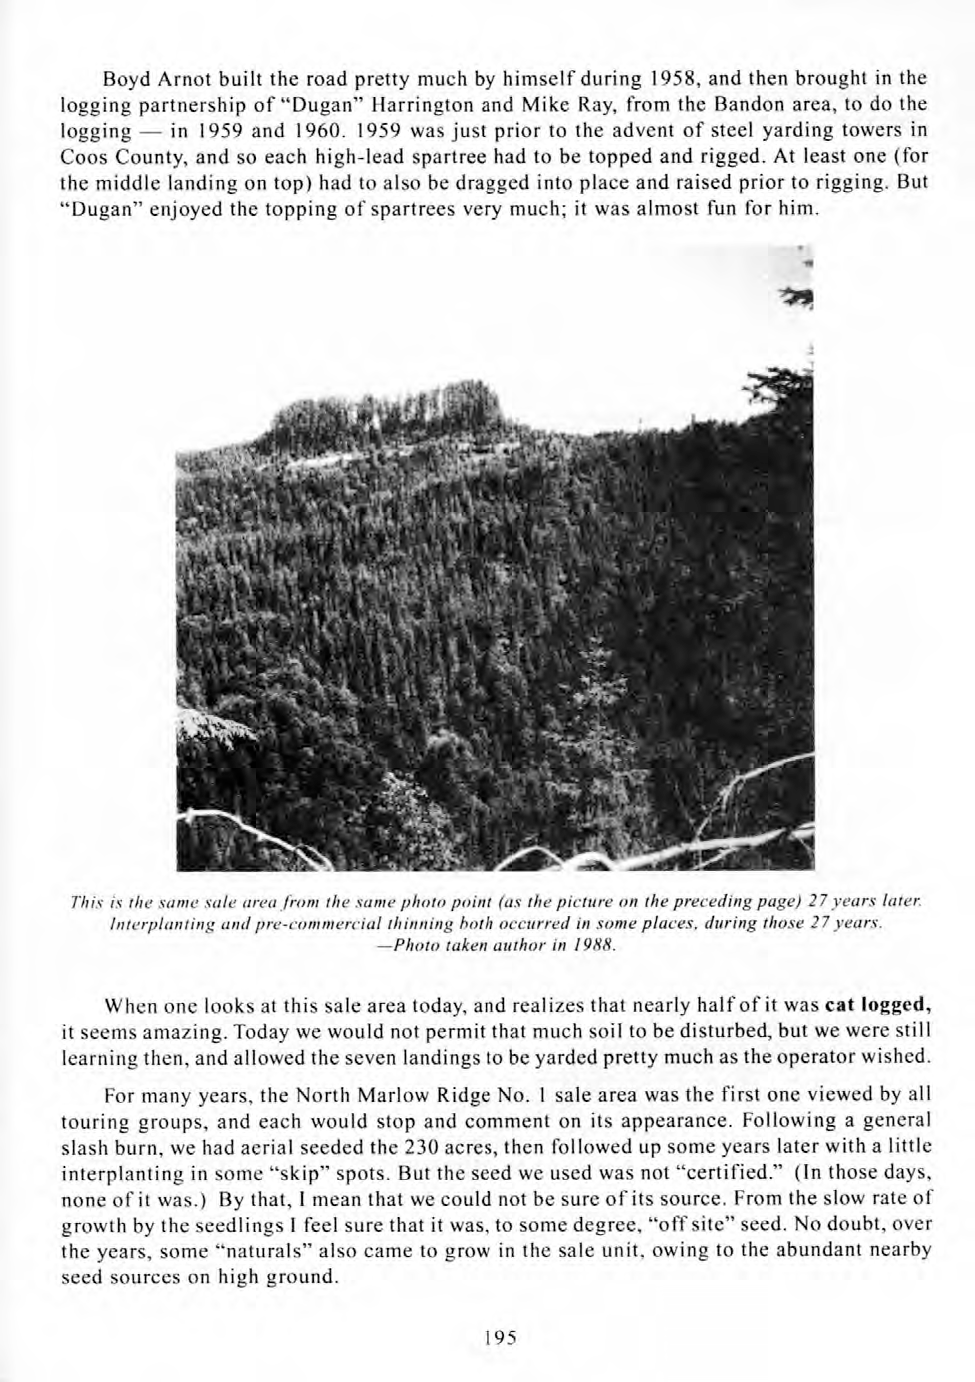 Boyd Arnot built the road pretty much by himself during 1958, and then brought in the
logging partnership of “Dugan” Harrington and Mike Ray, from the Bandon area, to do the
logging — in 1959 and 1960. 1959 was just prior to the advent of steel yarding towers in
Coos County, and so each high-lead spartree had to be topped and rigged. At least one (for
the middle landing on top) had to also be dragged into place and raised prior to rigging. But
“Dugan” enjoyed the topping of spartrees very much; it was almost fun for him.
This is the same sale area from the same photo point (as the picture on the preceding page) 27 years later.
Interplanting and pre-commercial thinning both occurred in some places, during those 27 years.
—Photo taken author in 1988.
When one looks at this sale area today, and realizes that nearly half of it was cat logged,
it seems amazing. Today we would not permit that much soil to be disturbed, but we were still
learning then, and allowed the seven landings to be yarded pretty much as the operator wished.
For many years, the North Marlow Ridge No. 1 sale area was the first one viewed by all
touring groups, and each would stop and comment on its appearance. Following a general
slash burn, we had aerial seeded the 230 acres, then followed up some years later with a little
interplanting in some “skip” spots. But the seed we used was not “certified.” (In those days,
none of it was.) By that, I mean that we could not be sure of its source. From the slow rate of
growth by the seedlings I feel sure that it was, to some degree, “off site” seed. No doubt, over
the years, some “naturals” also came to grow in the sale unit, owing to the abundant nearby
seed sources on high ground.
195